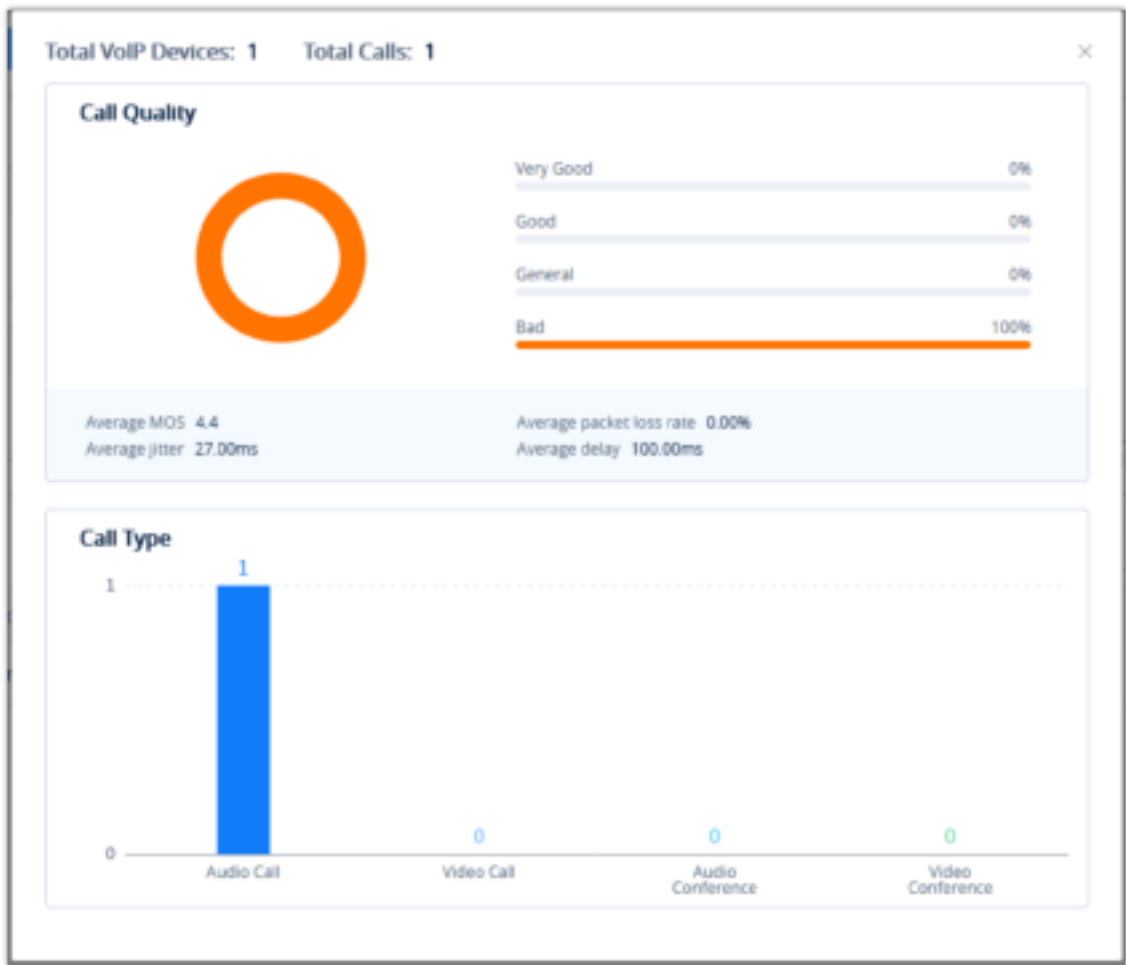 Total VoIP Devices: 1 Total Calls: 1
Call Quality
Very Good 0%
Good 0%
General 0%
Bad 100%
Average MOS 4.4 Average packet loss rate 0.00%
Average jitter 27.00ms Average delay 100.00ms
Call Type
1
1
0 0 0
0
Audio Call Video Call Audio Conference Video Conference